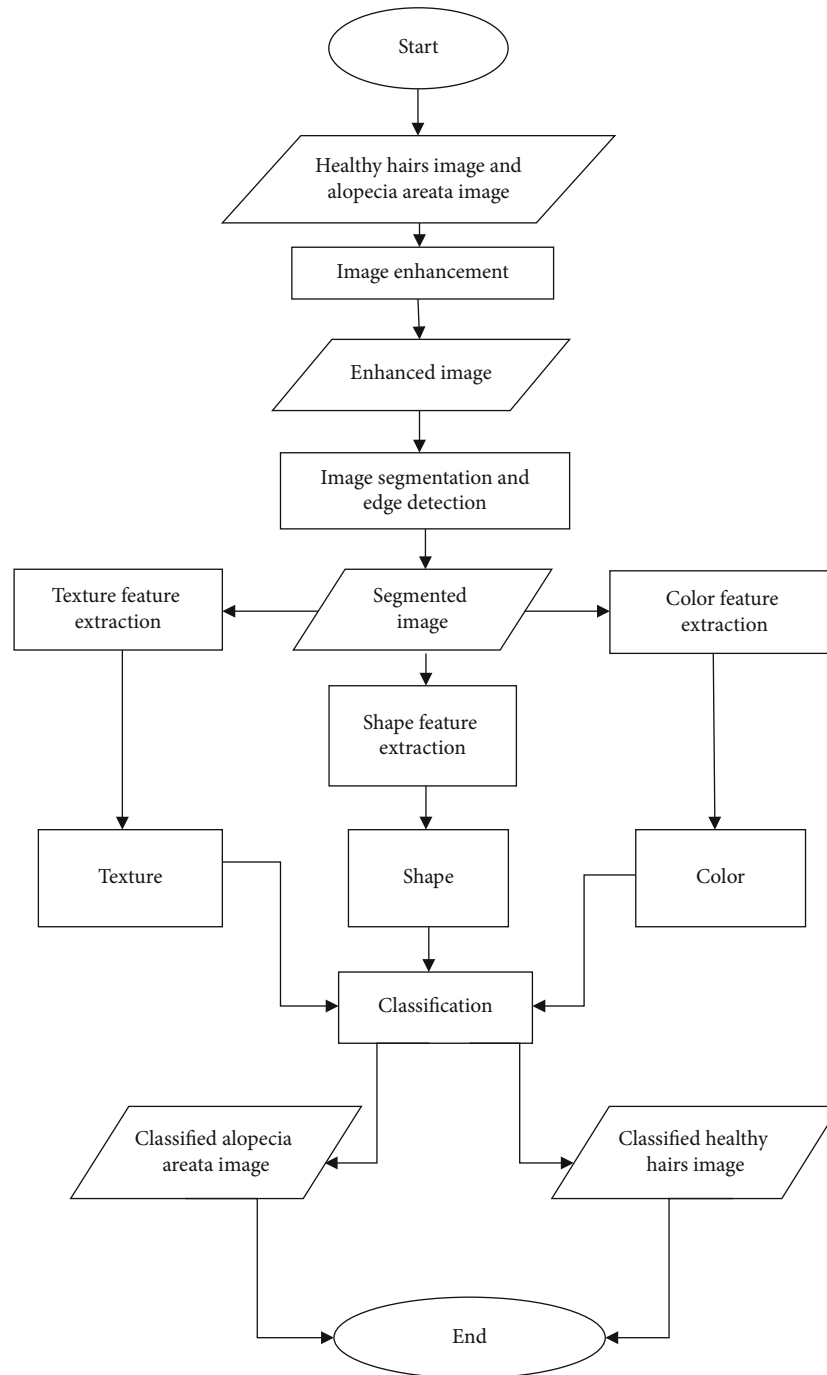 Start
Healthy hairs image and
alopecia areata image
Image enhancement
Enhanced image
Image segmentation and
edge detection
Texture feature
extraction
Segmented
image
Color feature
extraction
Shape feature
extraction
Texture
Shape
Color
Classification
Classified alopecia
areata image
Classified healthy
hairs image
End